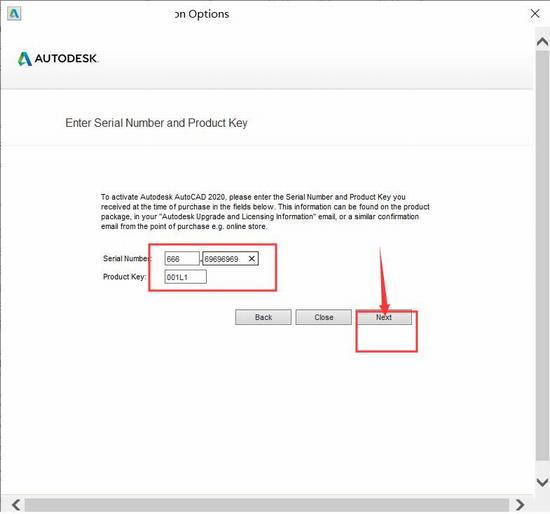 on Options
AUTODESK.
Enter Serial Number and Product Key
To activate Autodesk AutoCAD 2020, please enter the Serial Number and Product Key you
received at the time of purchase in the fields below. This information can be found on the product
package, in your "Autodesk Upgrade and Licensing Information" email, or a similar confirmation
email from the point of purchase e.g. online store.
Serial Number: 666 - 69696969
Product Key: 001L1
Back Close Next